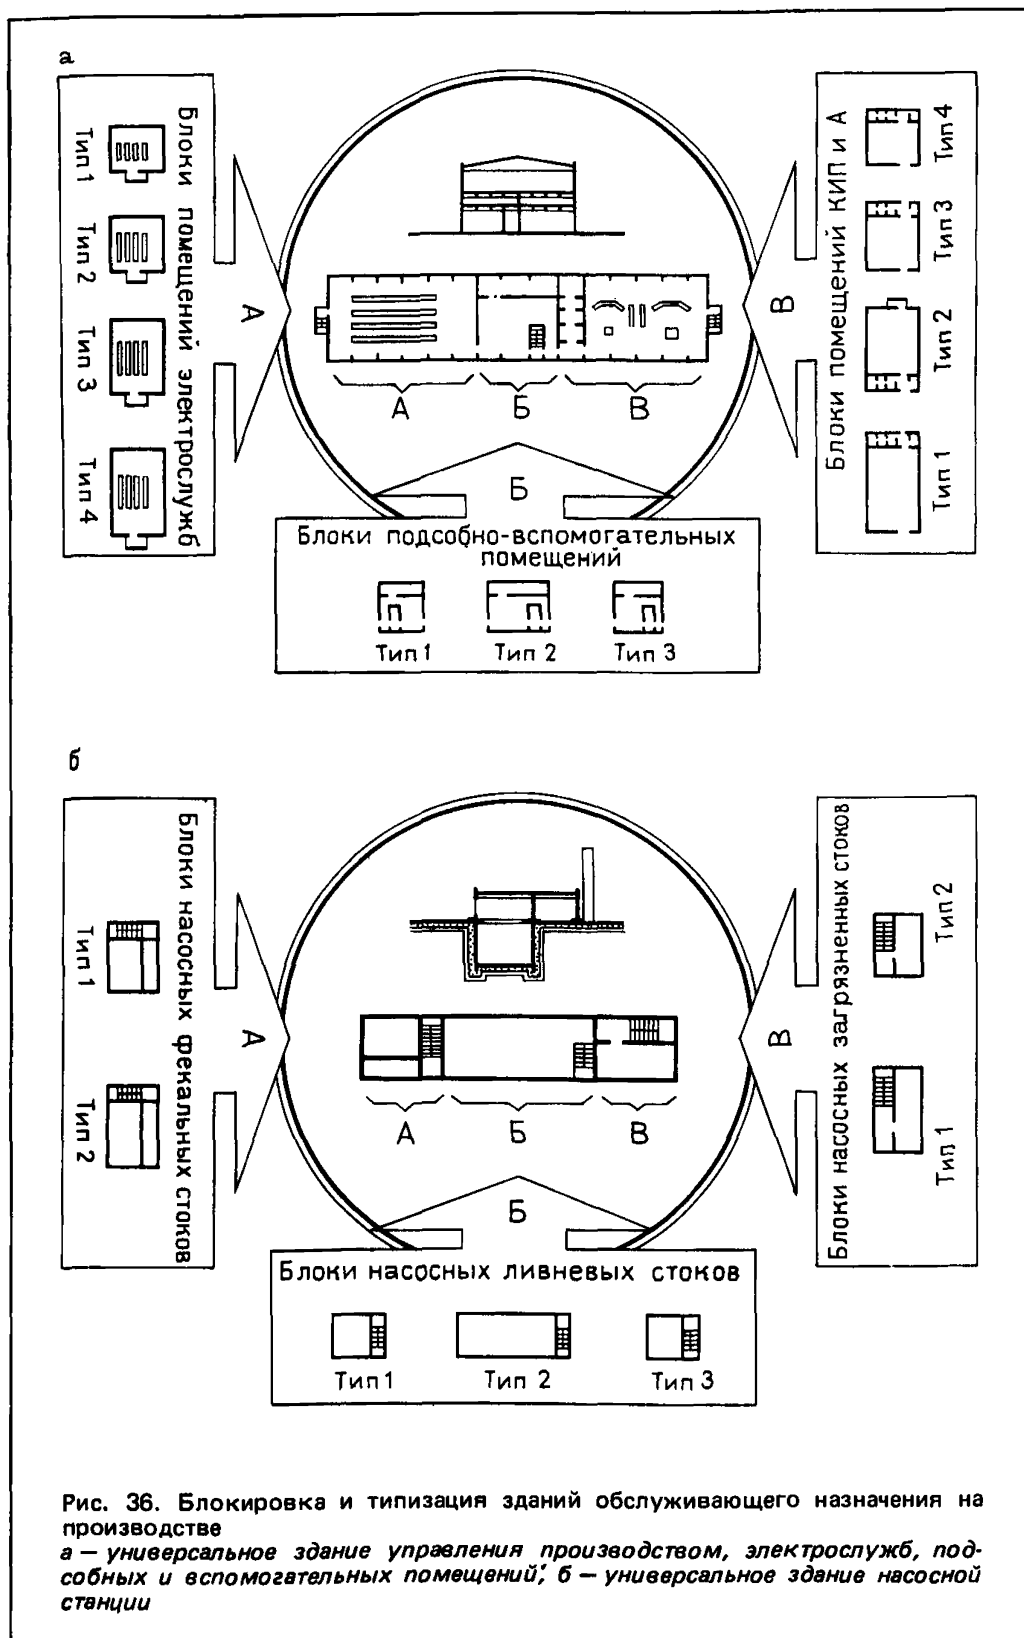 а
Блоки помещений электрослужб
Тип 1
Тип 2
Тип 3
Тип 4
А
Блоки помещений КИП и А
Тип 4
Тип 3
Тип 2
Тип 1
В
А Б В
Б
Блоки подсобно-вспомогательных
помещений
Тип 1 Тип 2 Тип 3
б
Блоки насосных фекальных стоков
Тип 1
Тип 2
А
Блоки насосных загрязненных стоков
Тип 2
Тип 1
В
А Б В
Б
Блоки насосных ливневых стоков
Тип 1 Тип 2 Тип 3
Рис. 36. Блокировка и типизация зданий обслуживающего назначения на
производстве
а — универсальное здание управления производством, электрослужб, под-
собных и вспомогательных помещений; б — универсальное здание насосной
станции